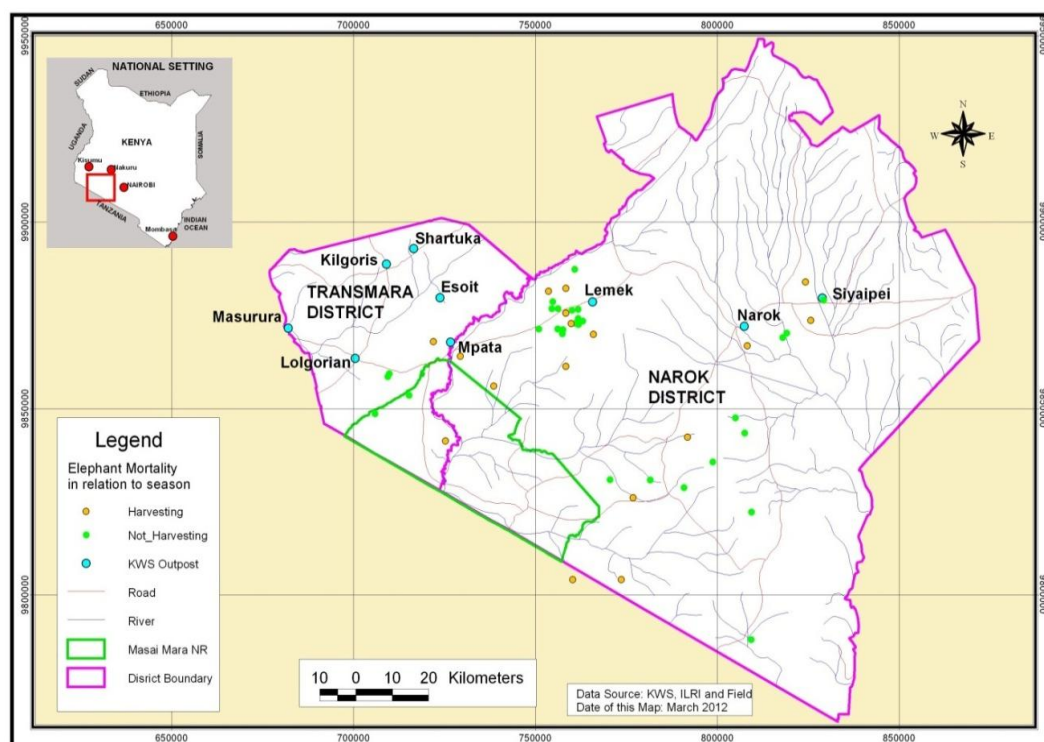 650000 700000 750000 800000 850000
9950000 9950000
9900000 9900000
9850000 9850000
9800000 9800000
NATIONAL SETTING
SUDAN
ETHIOPIA
UGANDA
SOMALIA
KENYA
Kisumu
Nakuru
NAIROBI
TANZANIA
Mombasa
INDIAN
OCEAN
N
W E
S
Shartuka
Kilgoris
Esoit
TRANSMARA
DISTRICT
Masurura
Lolgorian
Mpata
Lemek
Siyaipei
Narok
NAROK
DISTRICT
Legend
Elephant Mortality
in relation to season
Harvesting
Not_Harvesting
KWS Outpost
Road
River
Masai Mara NR
Disrict Boundary
10 0 10 20 Kilometers
Data Source: KWS, ILRI and Field
Date of this Map: March 2012
650000 700000 750000 800000 850000